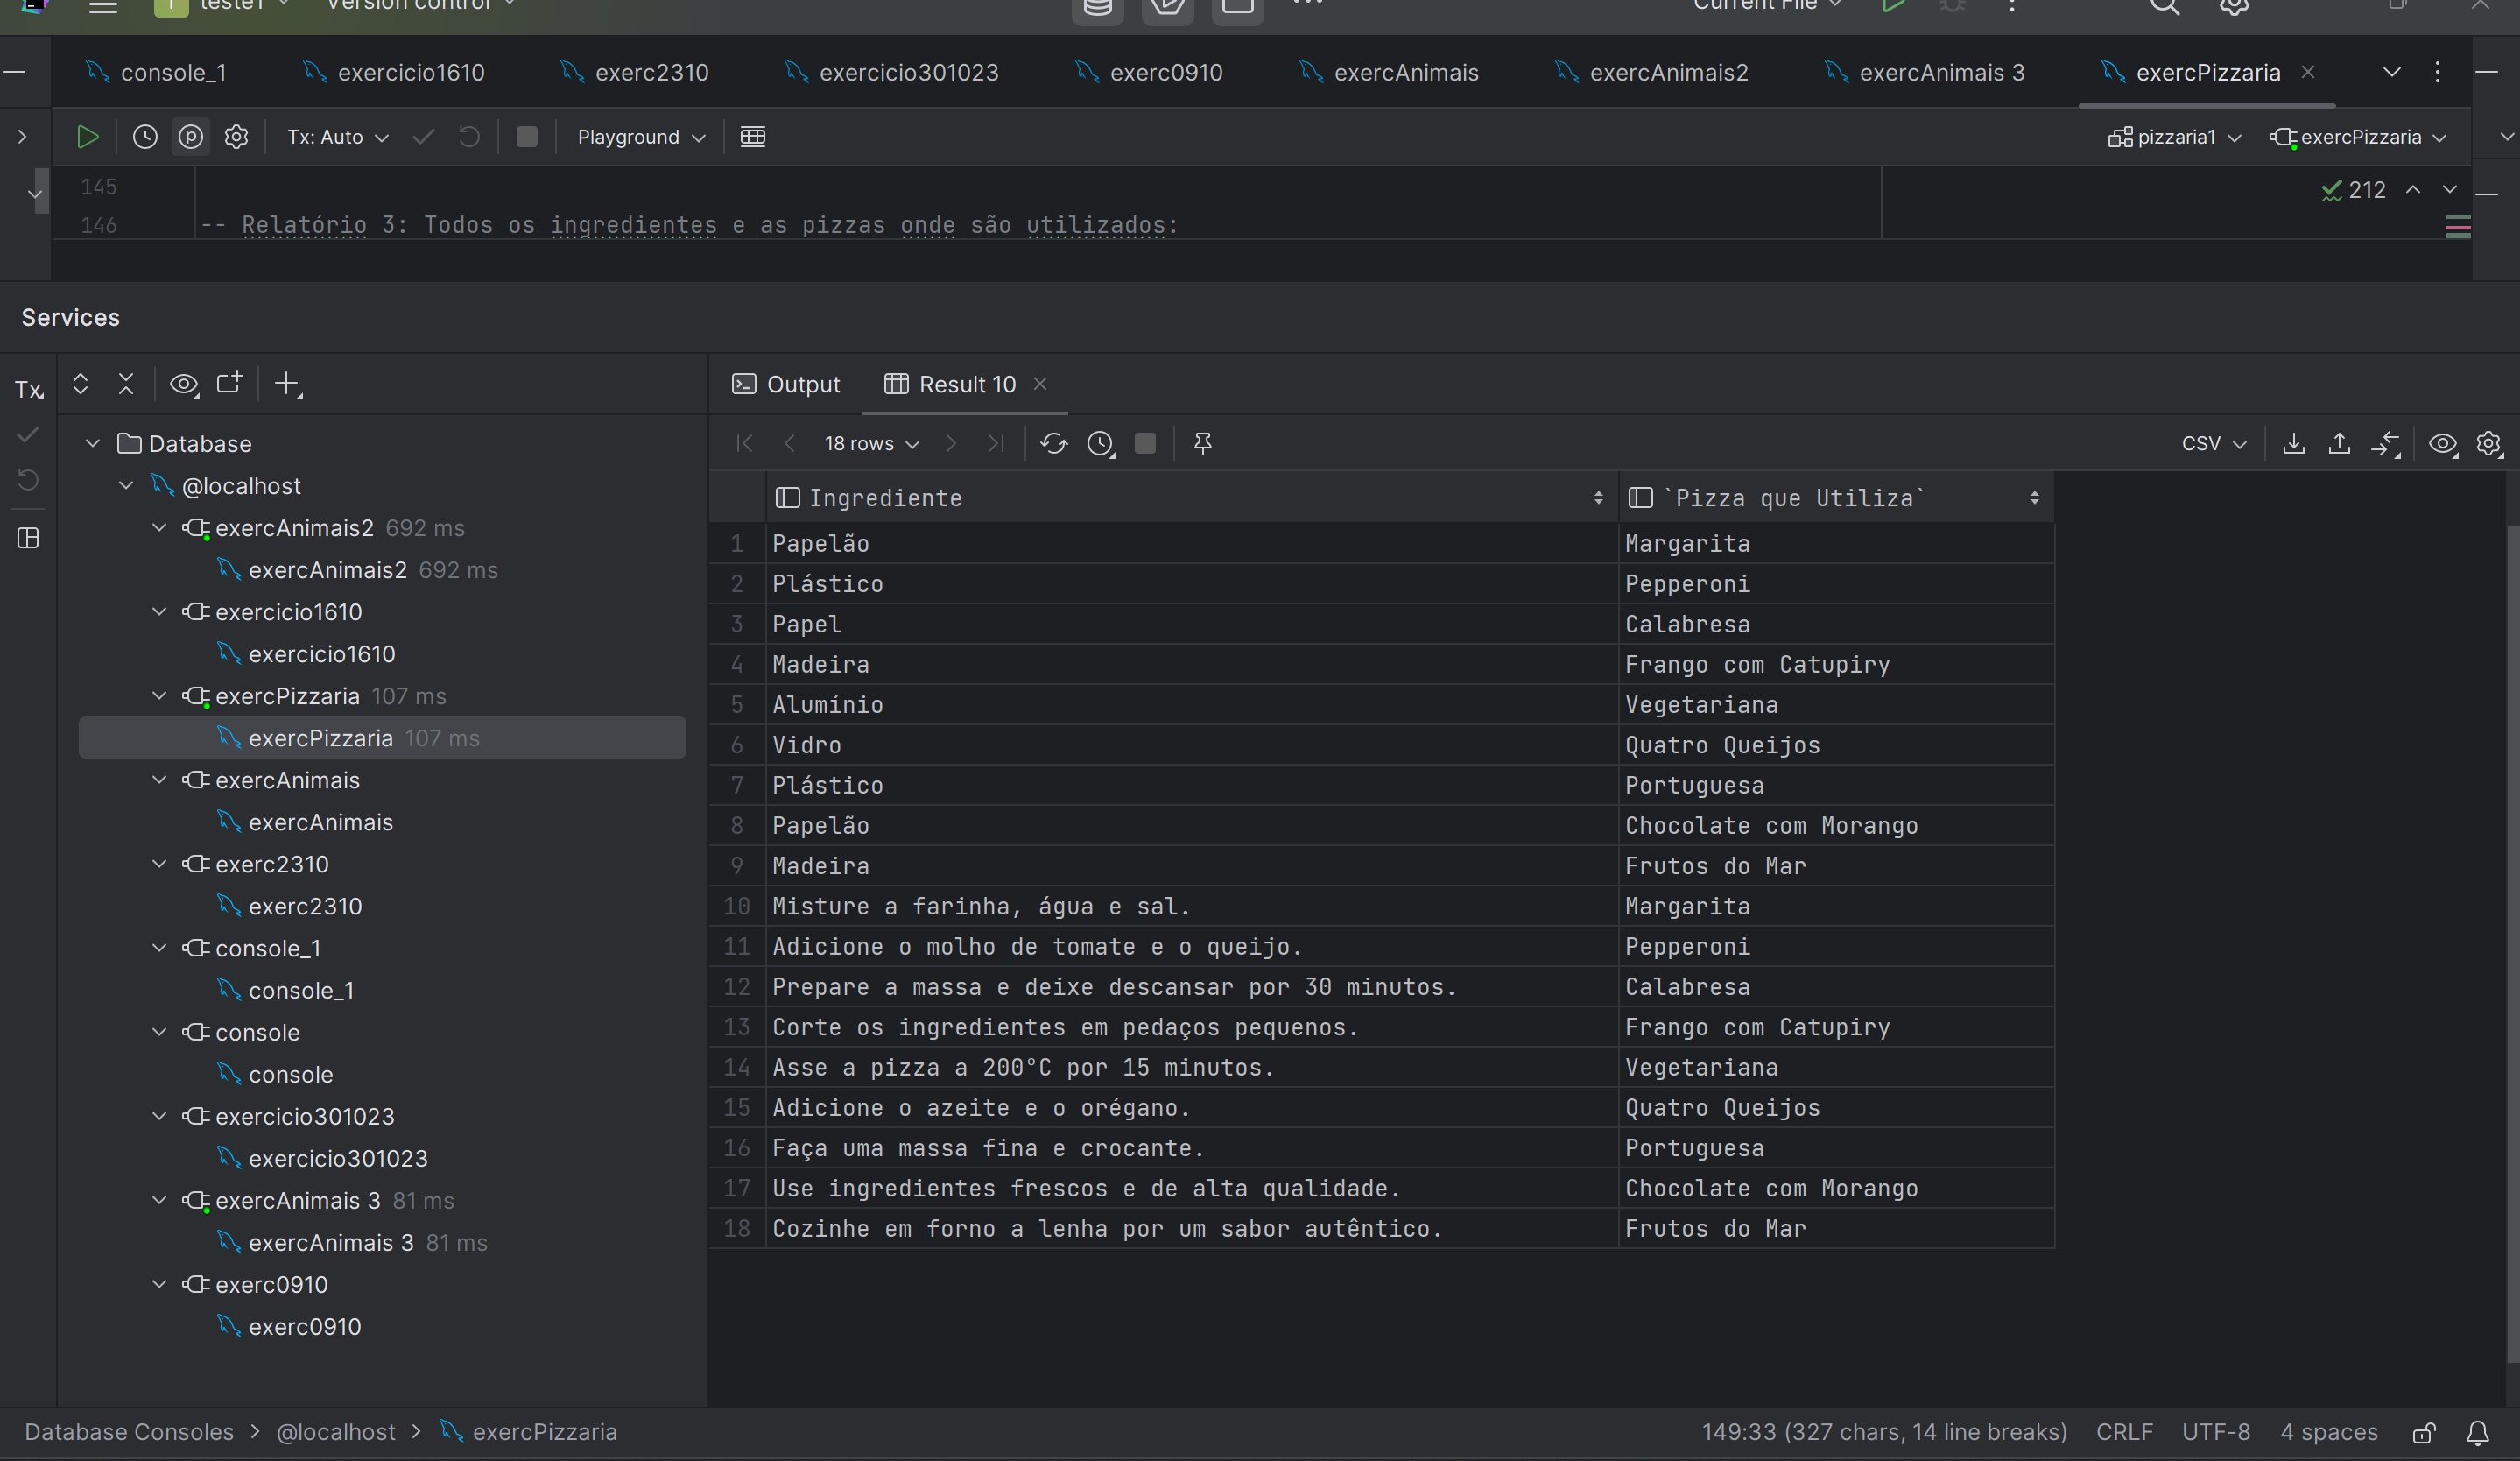 T teste1 Version control Current File
console_1 exercicio1610 exerc2310 exercicio301023 exerc0910 exercAnimais exercAnimais2 exercAnimais 3 exercPizzaria
Tx: Auto Playground pizzaria1 exercPizzaria
145 212
146 -- Relatório 3: Todos os ingredientes e as pizzas onde são utilizados:
Services
Tx Output Result 10
Database 18 rows CSV
@localhost Ingrediente `Pizza que Utiliza`
exercAnimais2 692 ms
exercAnimais2 692 ms
exercicio1610
exercicio1610
exercPizzaria 107 ms
exercPizzaria 107 ms
exercAnimais
exercAnimais
exerc2310
exerc2310
console_1
console_1
console
console
exercicio301023
exercicio301023
exercAnimais 3 81 ms
exercAnimais 3 81 ms
exerc0910
exerc0910
1 Papelão Margarita
2 Plástico Pepperoni
3 Papel Calabresa
4 Madeira Frango com Catupiry
5 Alumínio Vegetariana
6 Vidro Quatro Queijos
7 Plástico Portuguesa
8 Papelão Chocolate com Morango
9 Madeira Frutos do Mar
10 Misture a farinha, água e sal. Margarita
11 Adicione o molho de tomate e o queijo. Pepperoni
12 Prepare a massa e deixe descansar por 30 minutos. Calabresa
13 Corte os ingredientes em pedaços pequenos. Frango com Catupiry
14 Asse a pizza a 200°C por 15 minutos. Vegetariana
15 Adicione o azeite e o orégano. Quatro Queijos
16 Faça uma massa fina e crocante. Portuguesa
17 Use ingredientes frescos e de alta qualidade. Chocolate com Morango
18 Cozinhe em forno a lenha por um sabor autêntico. Frutos do Mar
Database Consoles > @localhost > exercPizzaria 149:33 (327 chars, 14 line breaks) CRLF UTF-8 4 spaces